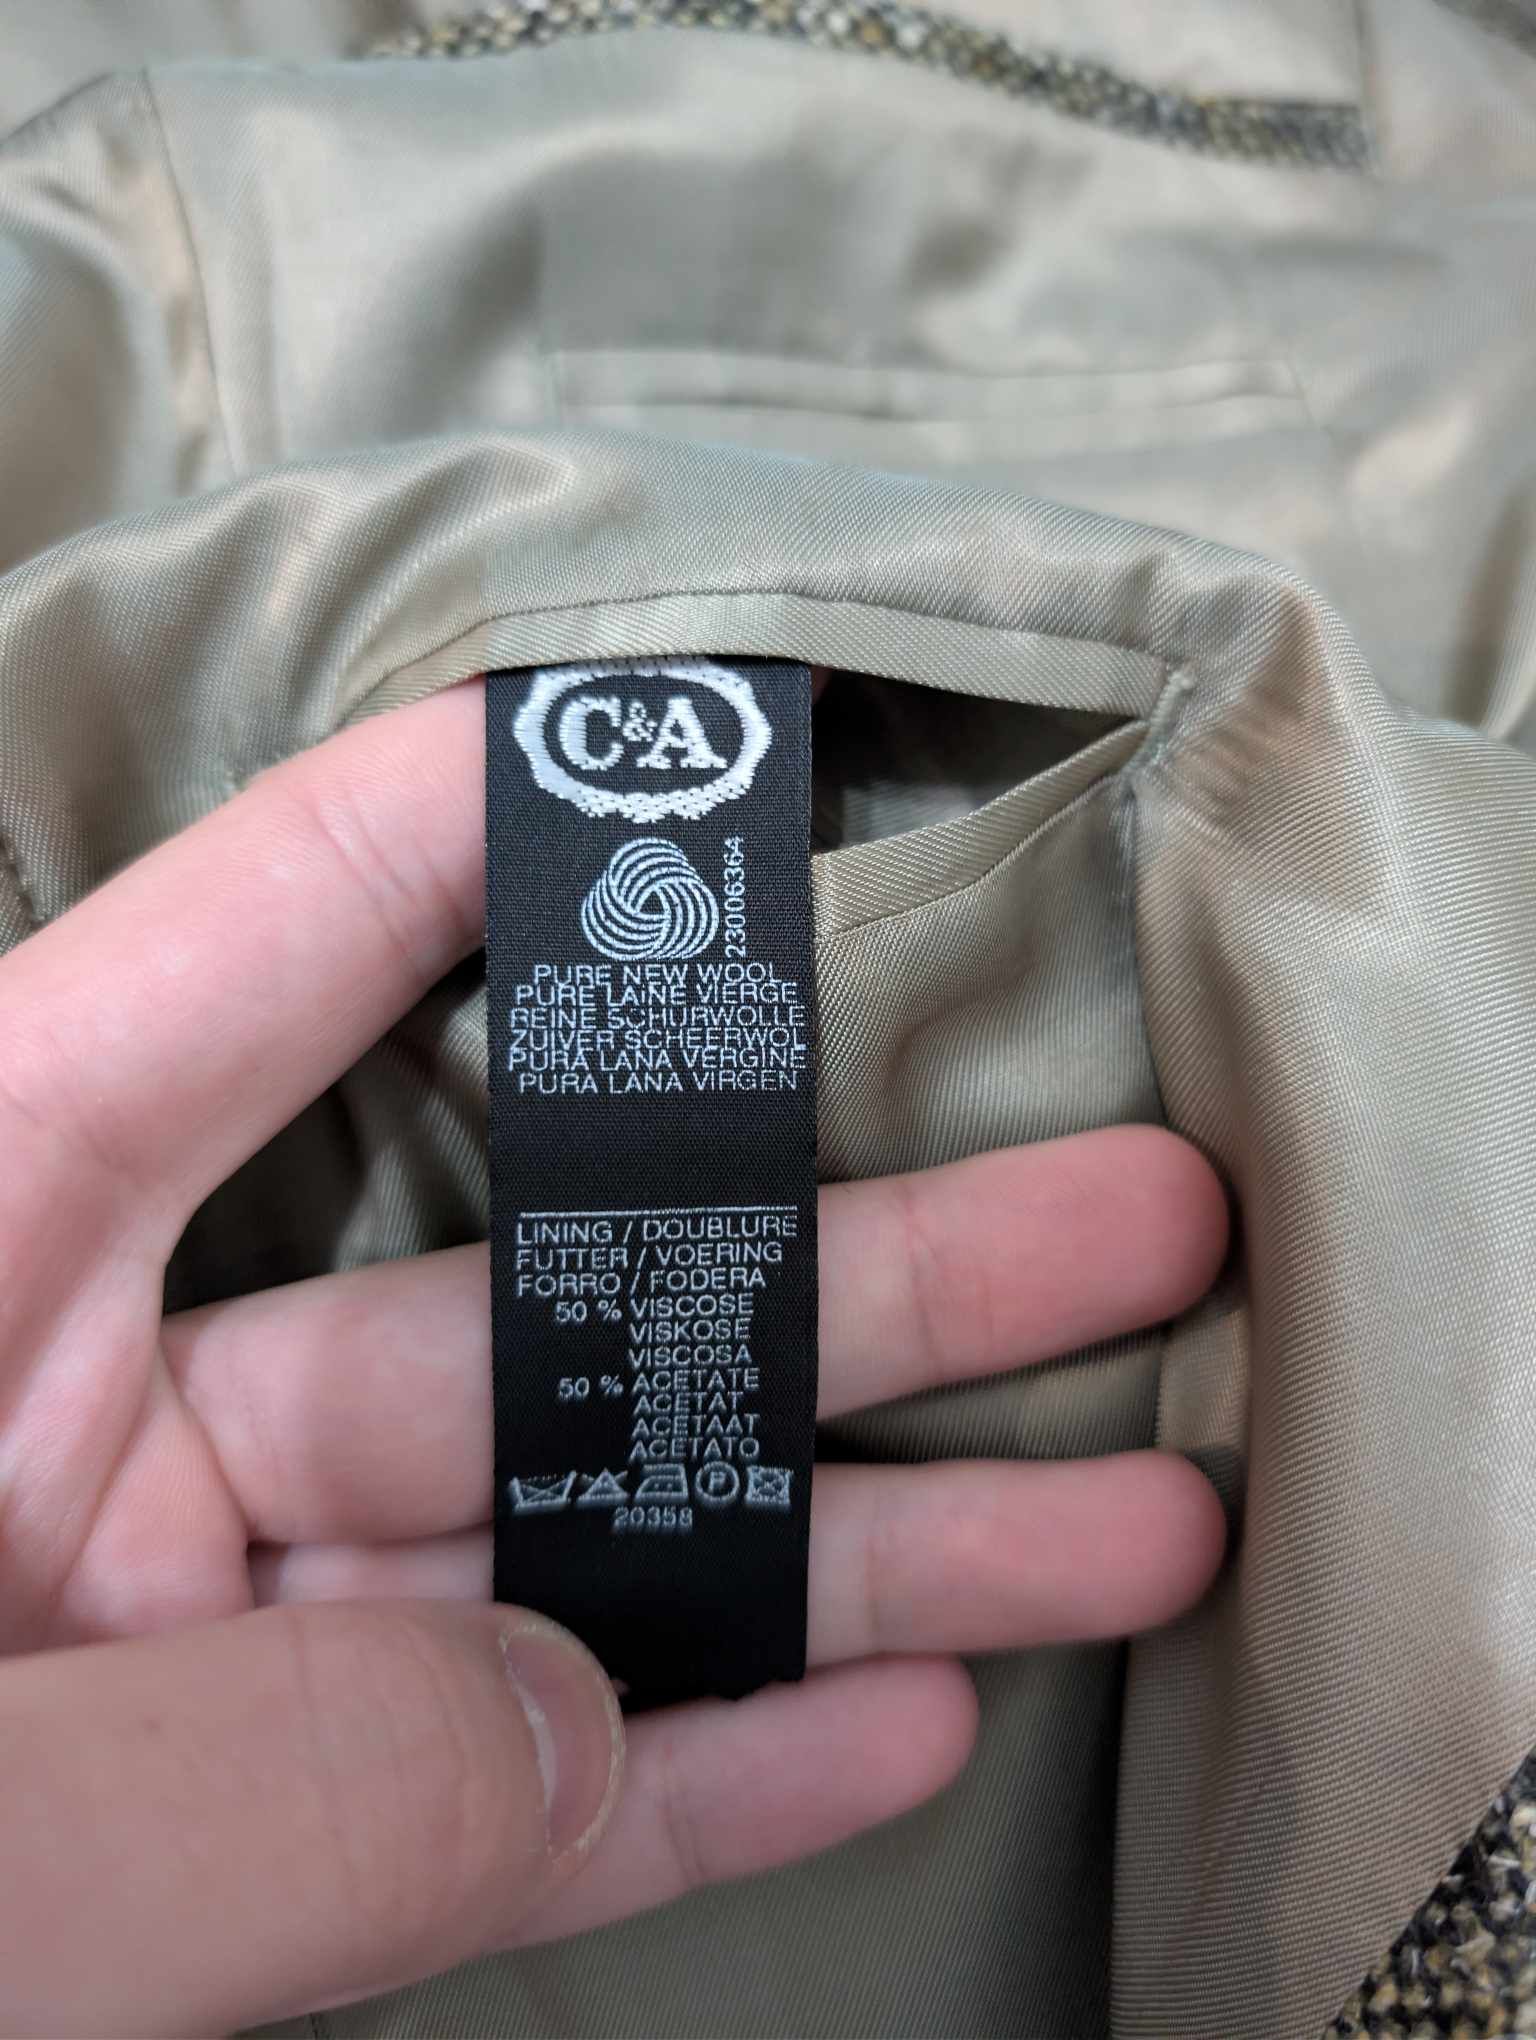 C&A
23006364
PURE NEW WOOL
PURE LAINE VIERGE
REINE SCHURWOLLE
ZUIVER SCHEERWOL
PURA LANA VERGINE
PURA LANA VIRGEN
LINING / DOUBLURE
FUTTER / VOERING
FORRO / FODERA
50 % VISCOSE
VISKOSE
VISCOSA
50 % ACETATE
ACETAT
ACETAAT
ACETATO
P
20358